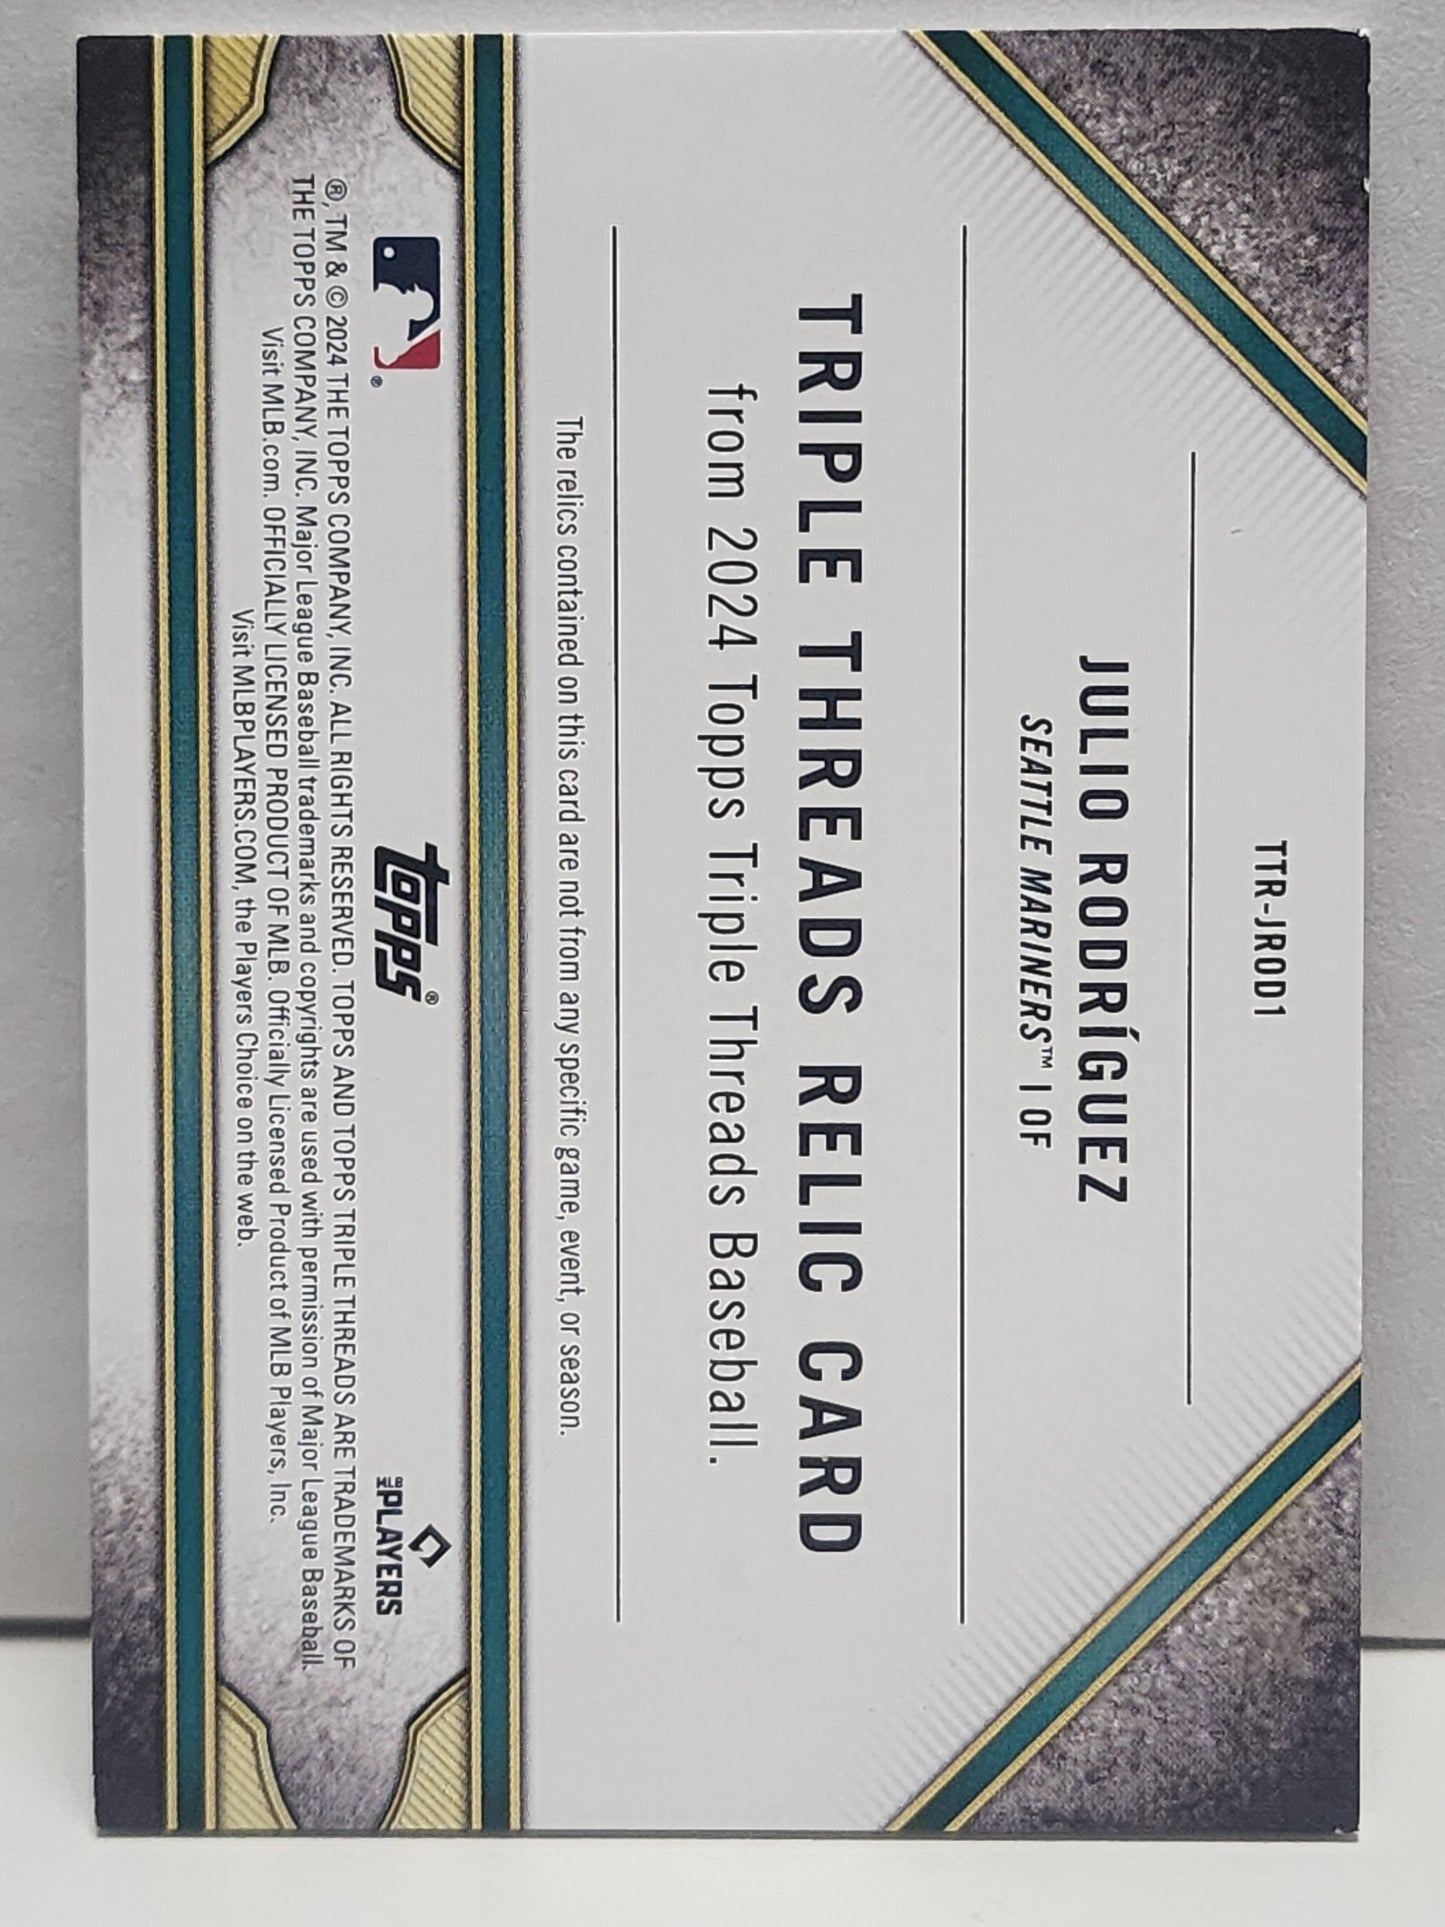 TTR-JROD1
JULIO RODRÍGUEZ
SEATTLE MARINERS™ | OF
TRIPLE THREADS RELIC CARD
from 2024 Topps Triple Threads Baseball.
The relics contained on this card are not from any specific game, event, or season.
®
topps®
MLB PLAYERS
®, TM & © 2024 THE TOPPS COMPANY, INC. ALL RIGHTS RESERVED. TOPPS AND TOPPS TRIPLE THREADS ARE TRADEMARKS OF
THE TOPPS COMPANY, INC. Major League Baseball trademarks and copyrights are used with permission of Major League Baseball.
Visit MLB.com. OFFICIALLY LICENSED PRODUCT OF MLB. Officially Licensed Product of MLB Players, Inc.
Visit MLBPLAYERS.COM, the Players Choice on the web.